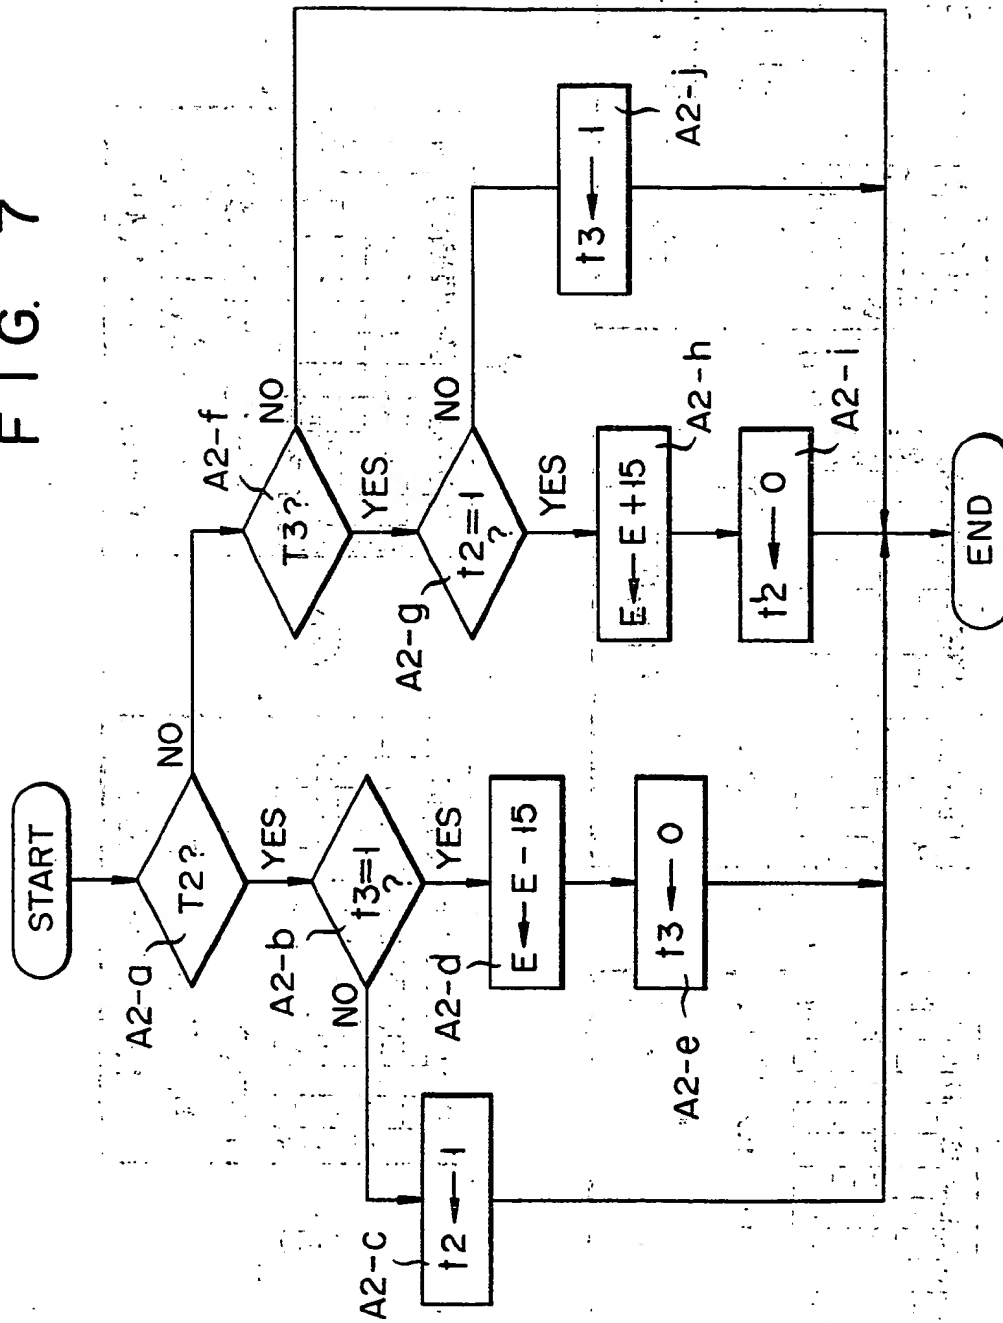 FIG. 7
START
A2-a
T2?
NO
YES
A2-b
t3=1
?
NO
YES
A2-c
t2←1
A2-d
E←E-15
A2-e
t3←0
A2-f
T3?
NO
YES
A2-g
t2=1
?
NO
YES
A2-h
E←E+15
A2-i
t2←0
A2-j
t3←1
END